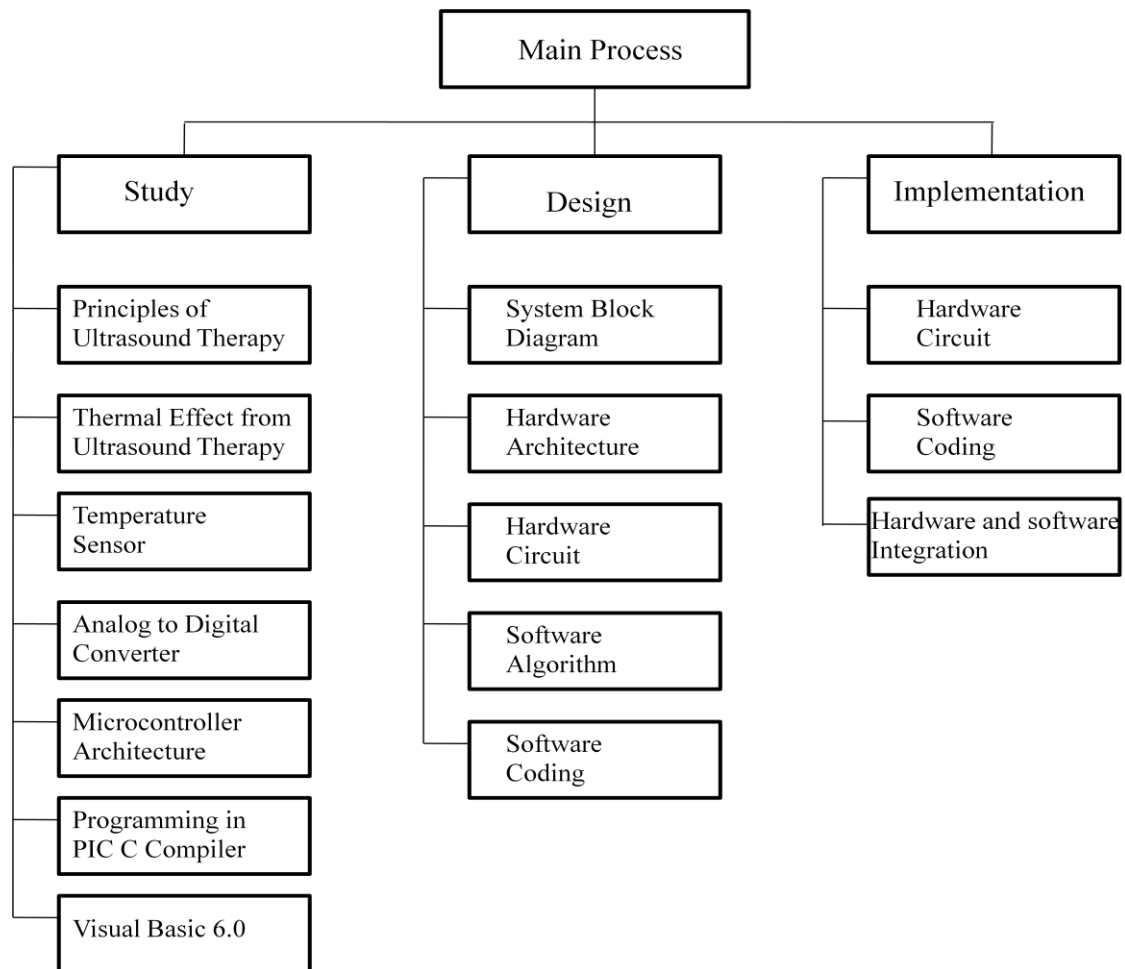 Main Process
Study
Principles of
Ultrasound Therapy
Thermal Effect from
Ultrasound Therapy
Temperature
Sensor
Analog to Digital
Converter
Microcontroller
Architecture
Programming in
PIC C Compiler
Visual Basic 6.0
Design
System Block
Diagram
Hardware
Architecture
Hardware
Circuit
Software
Algorithm
Software
Coding
Implementation
Hardware
Circuit
Software
Coding
Hardware and software
Integration